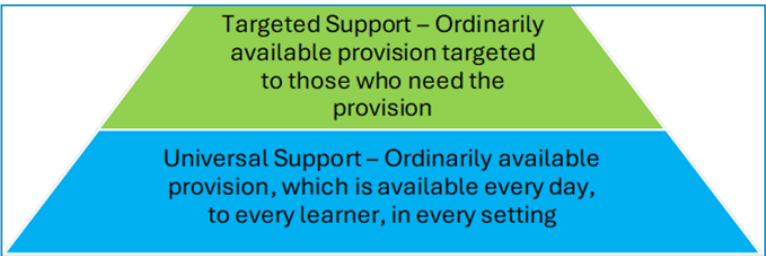 Targeted Support – Ordinarily
available provision targeted
to those who need the
provision
Universal Support – Ordinarily available
provision, which is available every day,
to every learner, in every setting